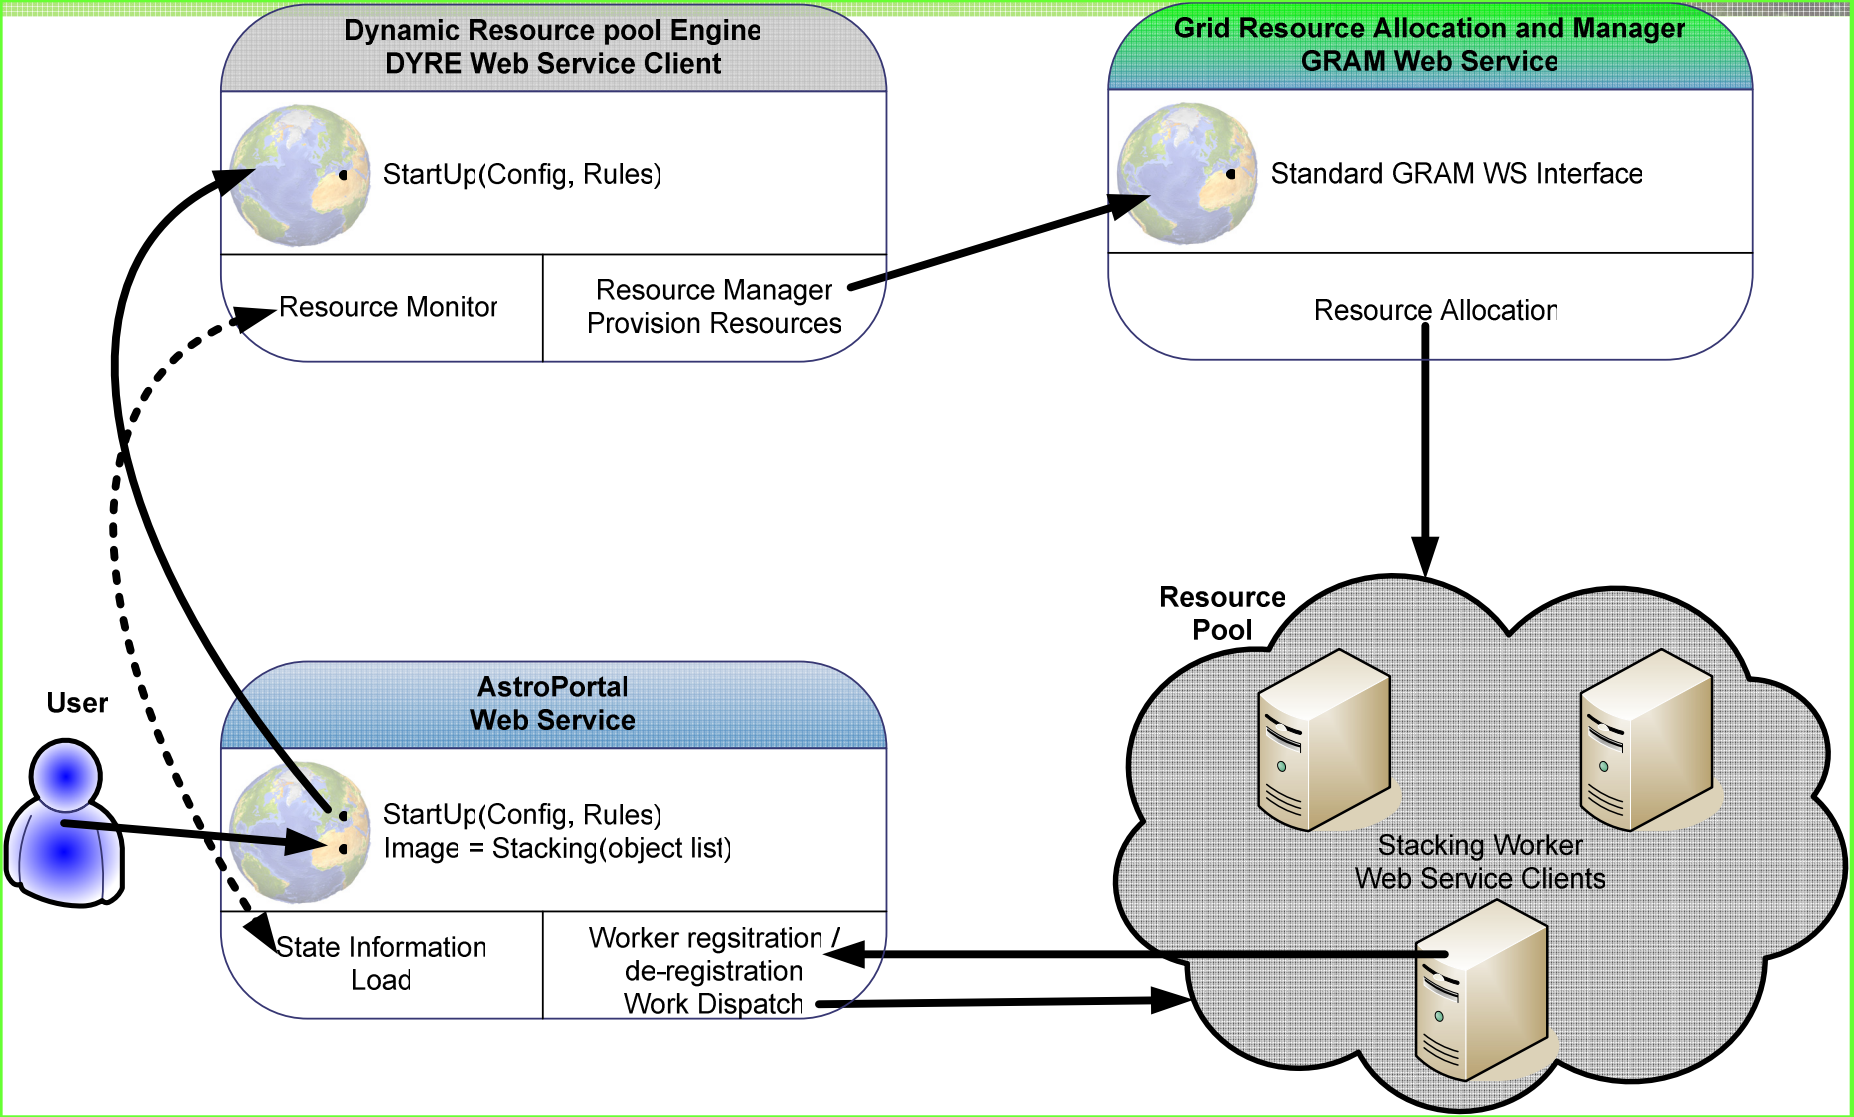 Dynamic Resource pool Engine
DYRE Web Service Client
StartUp(Config, Rules)
Resource Monitor
Resource Manager
Provision Resources
Grid Resource Allocation and Manager
GRAM Web Service
Standard GRAM WS Interface
Resource Allocation
Resource
Pool
Stacking Worker
Web Service Clients
User
AstroPortal
Web Service
StartUp(Config, Rules)
Image = Stacking(object list)
State Information
Load
Worker regsitration /
de-registration
Work Dispatch